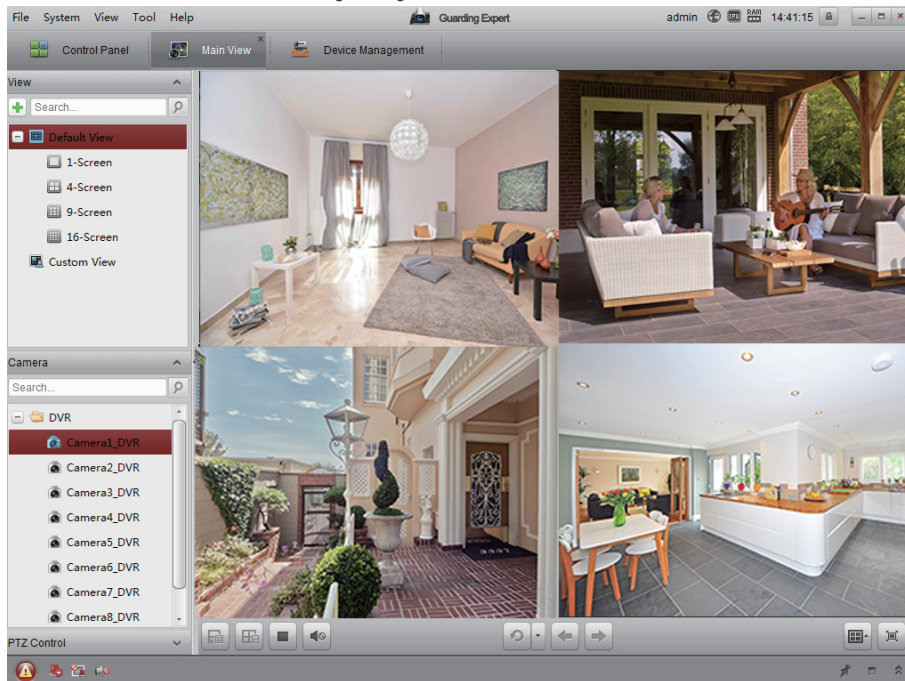 File System View Tool Help Guarding Expert admin RAM 14:41:15
Control Panel Main View Device Management
View
Search...
Default View
1-Screen
4-Screen
9-Screen
16-Screen
Custom View
Camera
Search...
DVR
Camera1_DVR
Camera2_DVR
Camera3_DVR
Camera4_DVR
Camera5_DVR
Camera6_DVR
Camera7_DVR
Camera8_DVR
PTZ Control